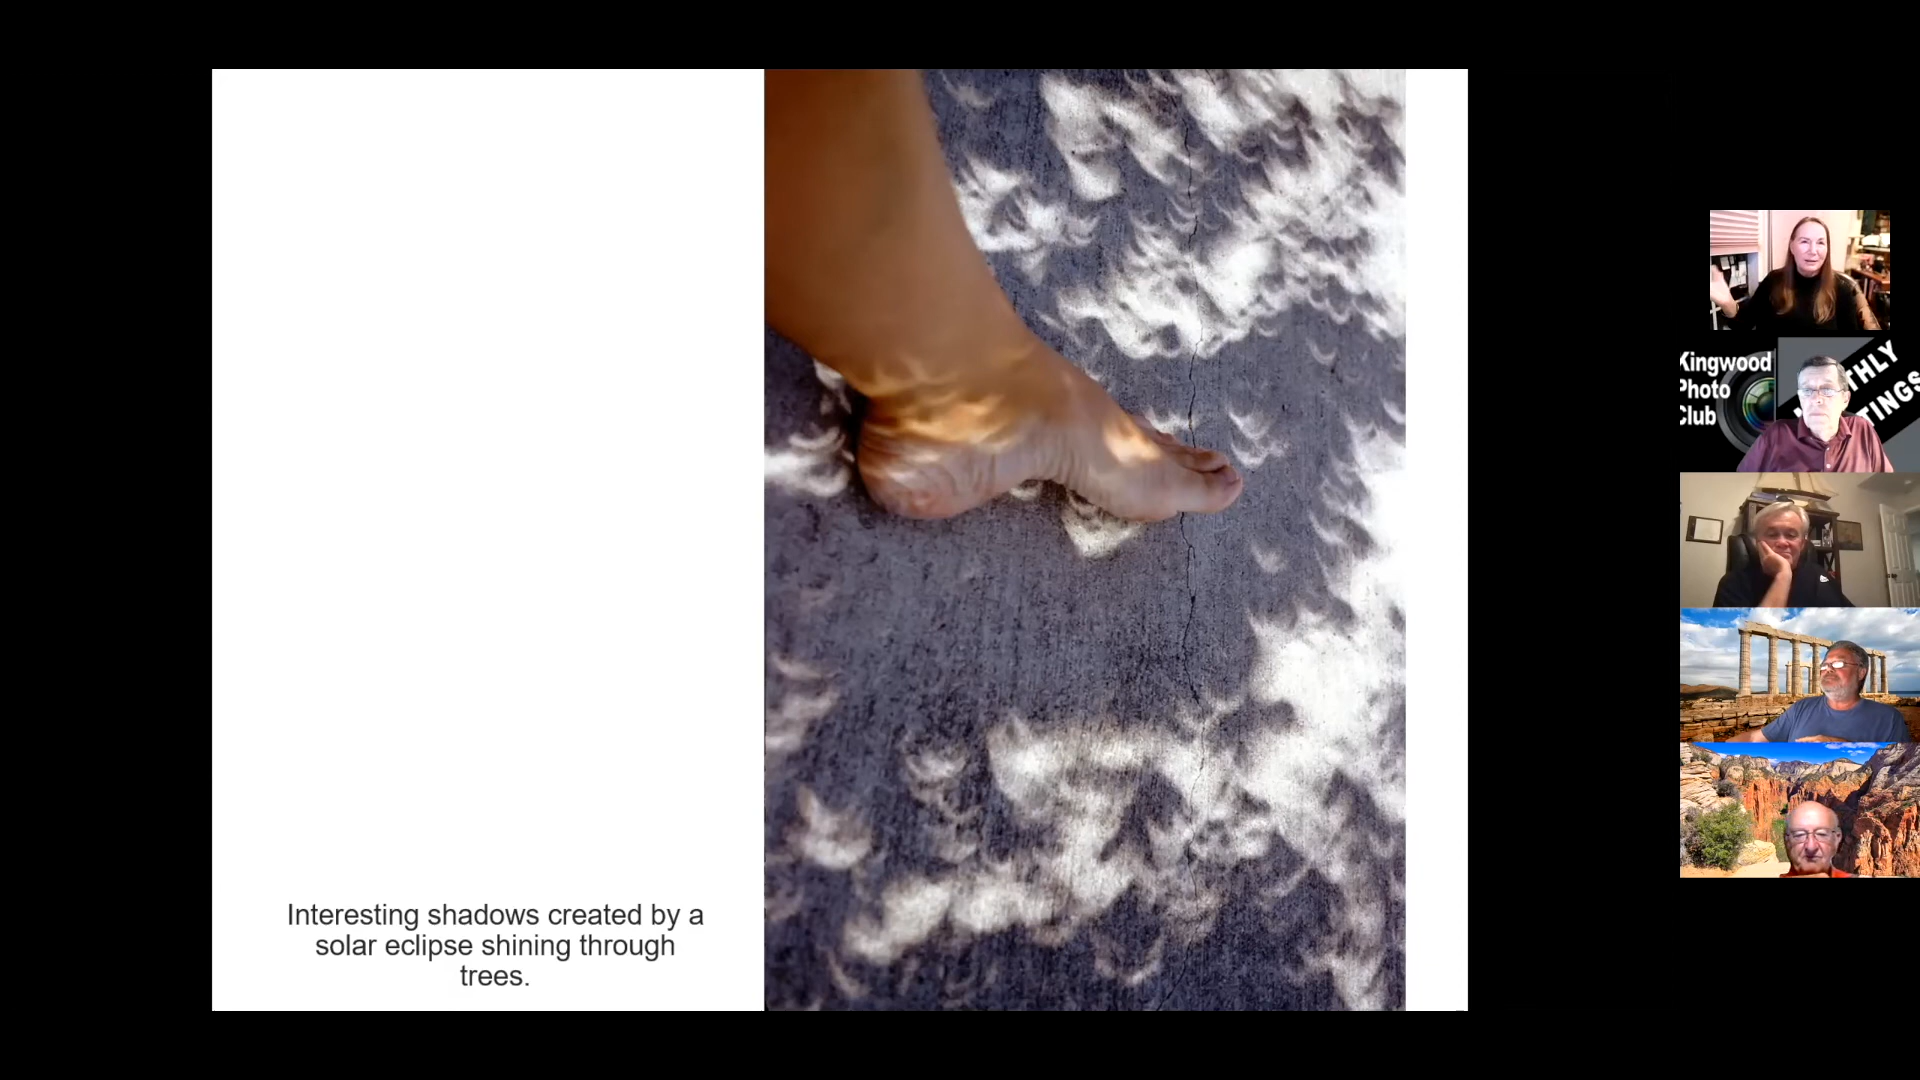 Interesting shadows created by a
solar eclipse shining through
trees.
Kingwood
Photo
Club